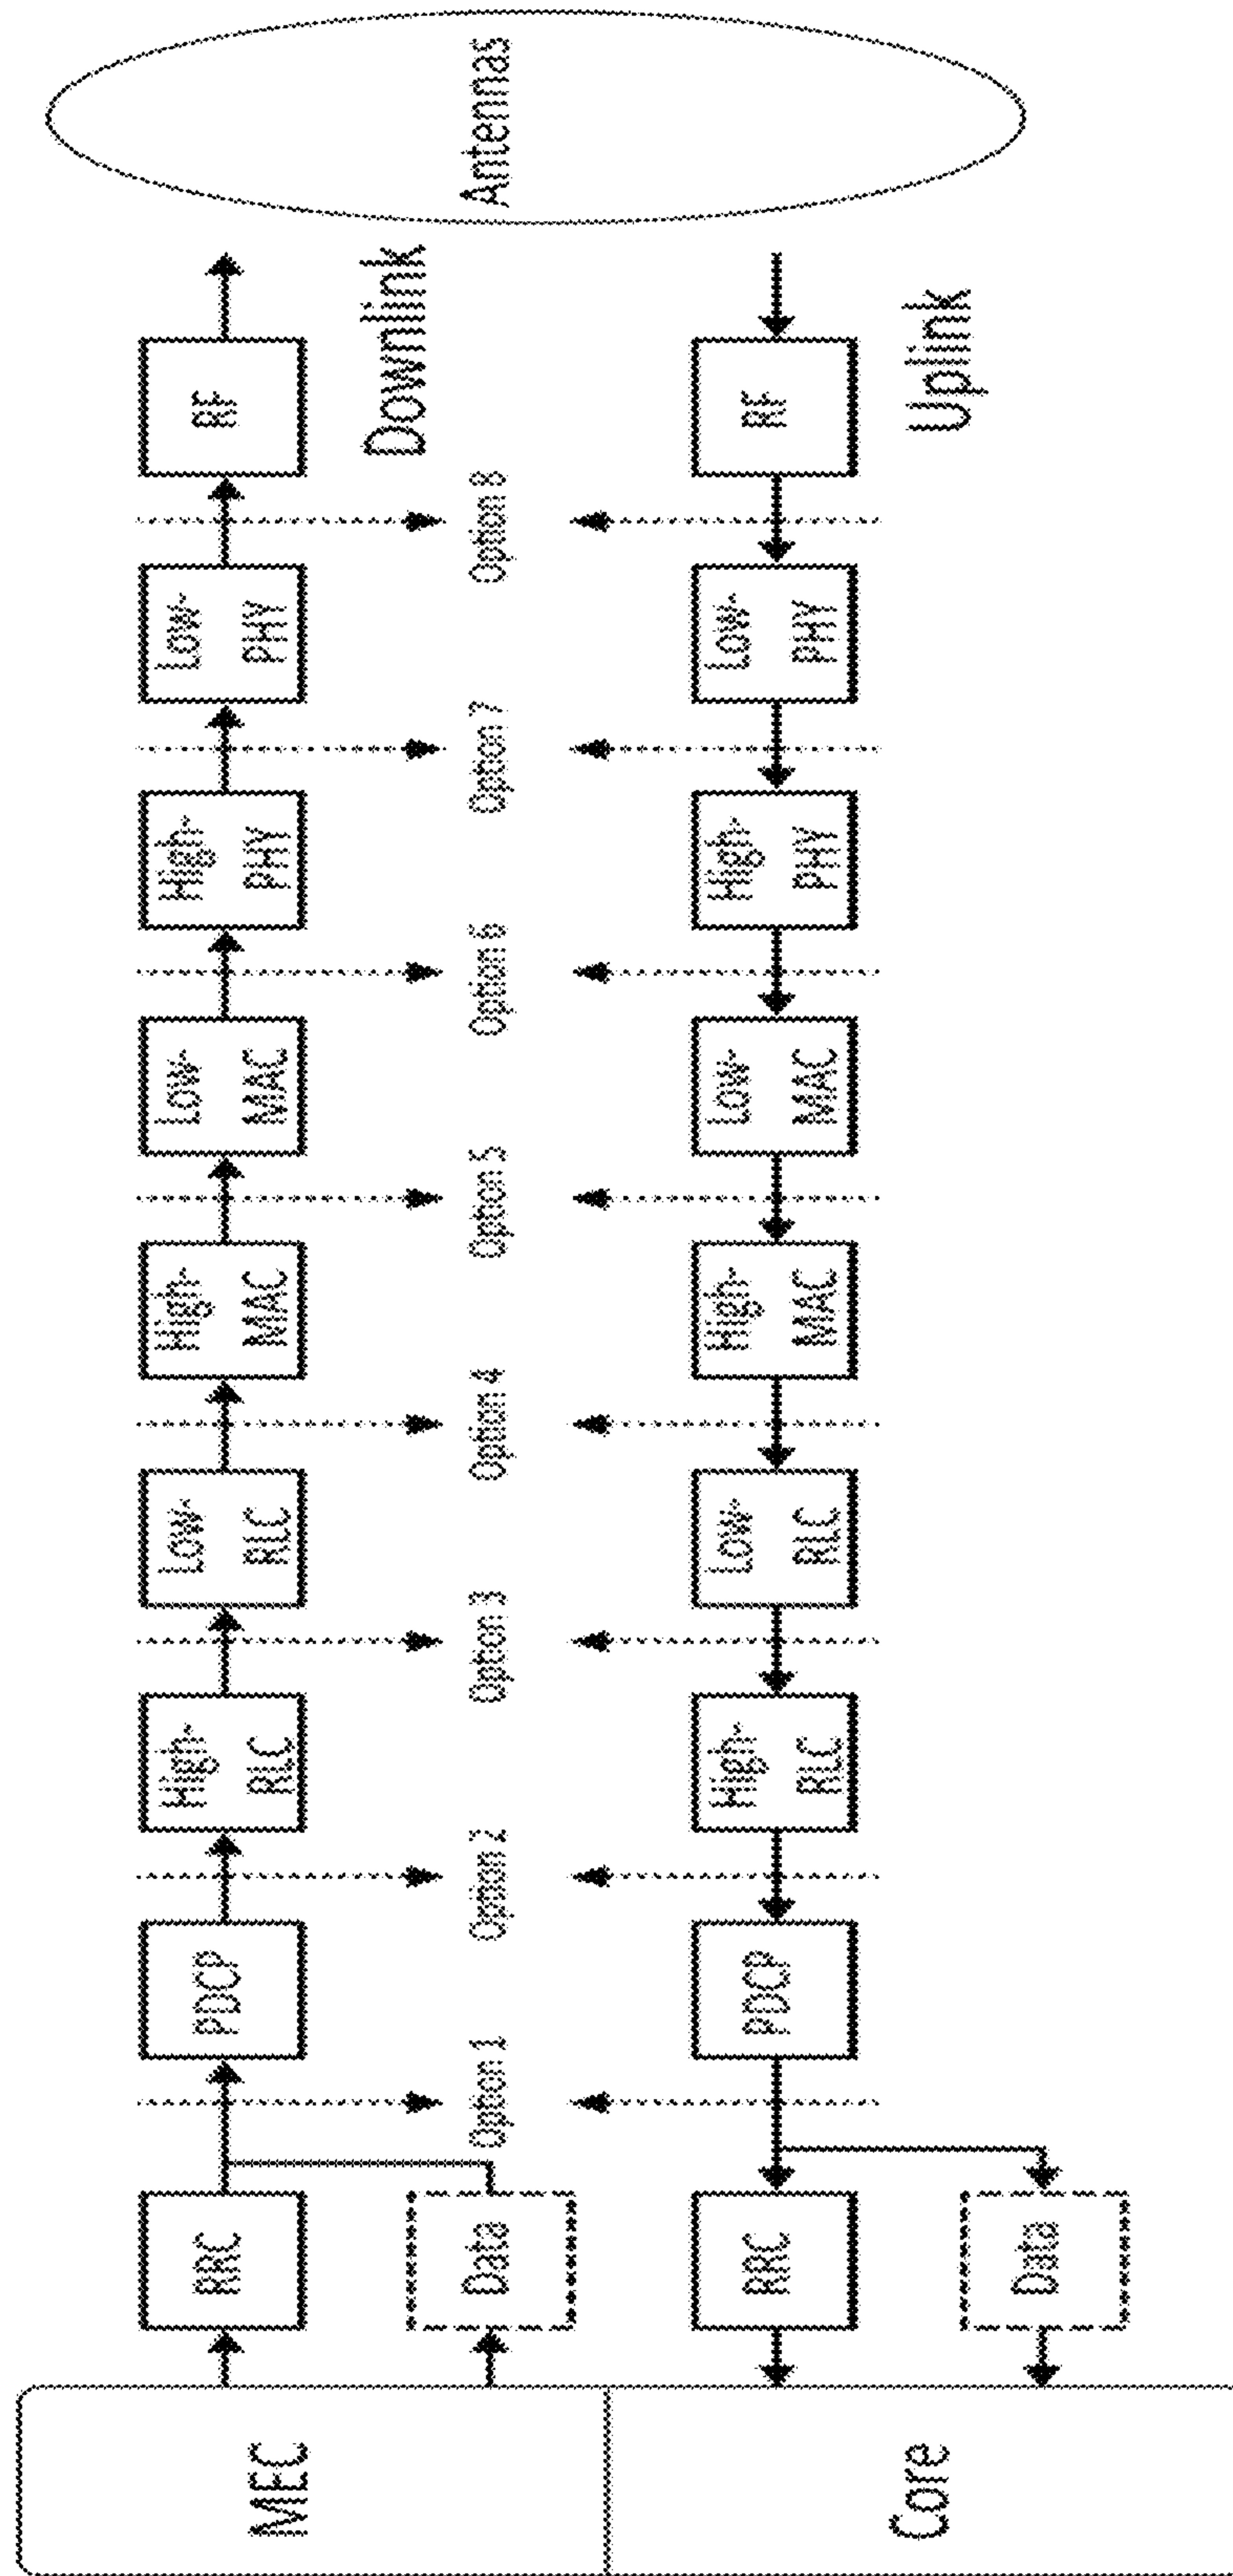 MEC
RRC
PDCP
High-
RLC
Low-
RLC
High-
MAC
Low-
MAC
High-
PHY
Low-
PHY
RF
Data
Downlink
Option 1
Option 2
Option 3
Option 4
Option 5
Option 6
Option 7
Option 8
Antennas
Core
RRC
PDCP
High-
RLC
Low-
RLC
High-
MAC
Low-
MAC
High-
PHY
Low-
PHY
RF
Uplink
Data